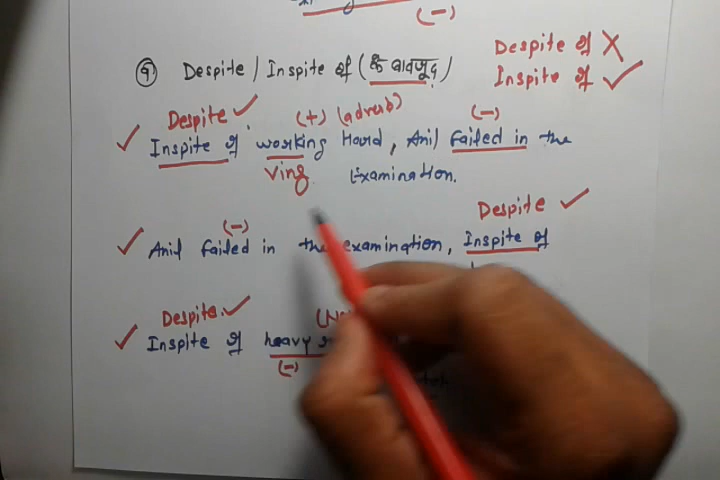 (-)
Despite of ✗
9 Despite / Inspite of ( के बावजूद )
Inspite of ✓
Despite ✓ (+) (adverb) (-)
✓ Inspite of working Hard, Anil failed in the
Ving Examination.
Despite ✓
(-)
✓ Anil failed in the examination, Inspite of
Despite. ✓
✓ Inspite of heavy
(-)